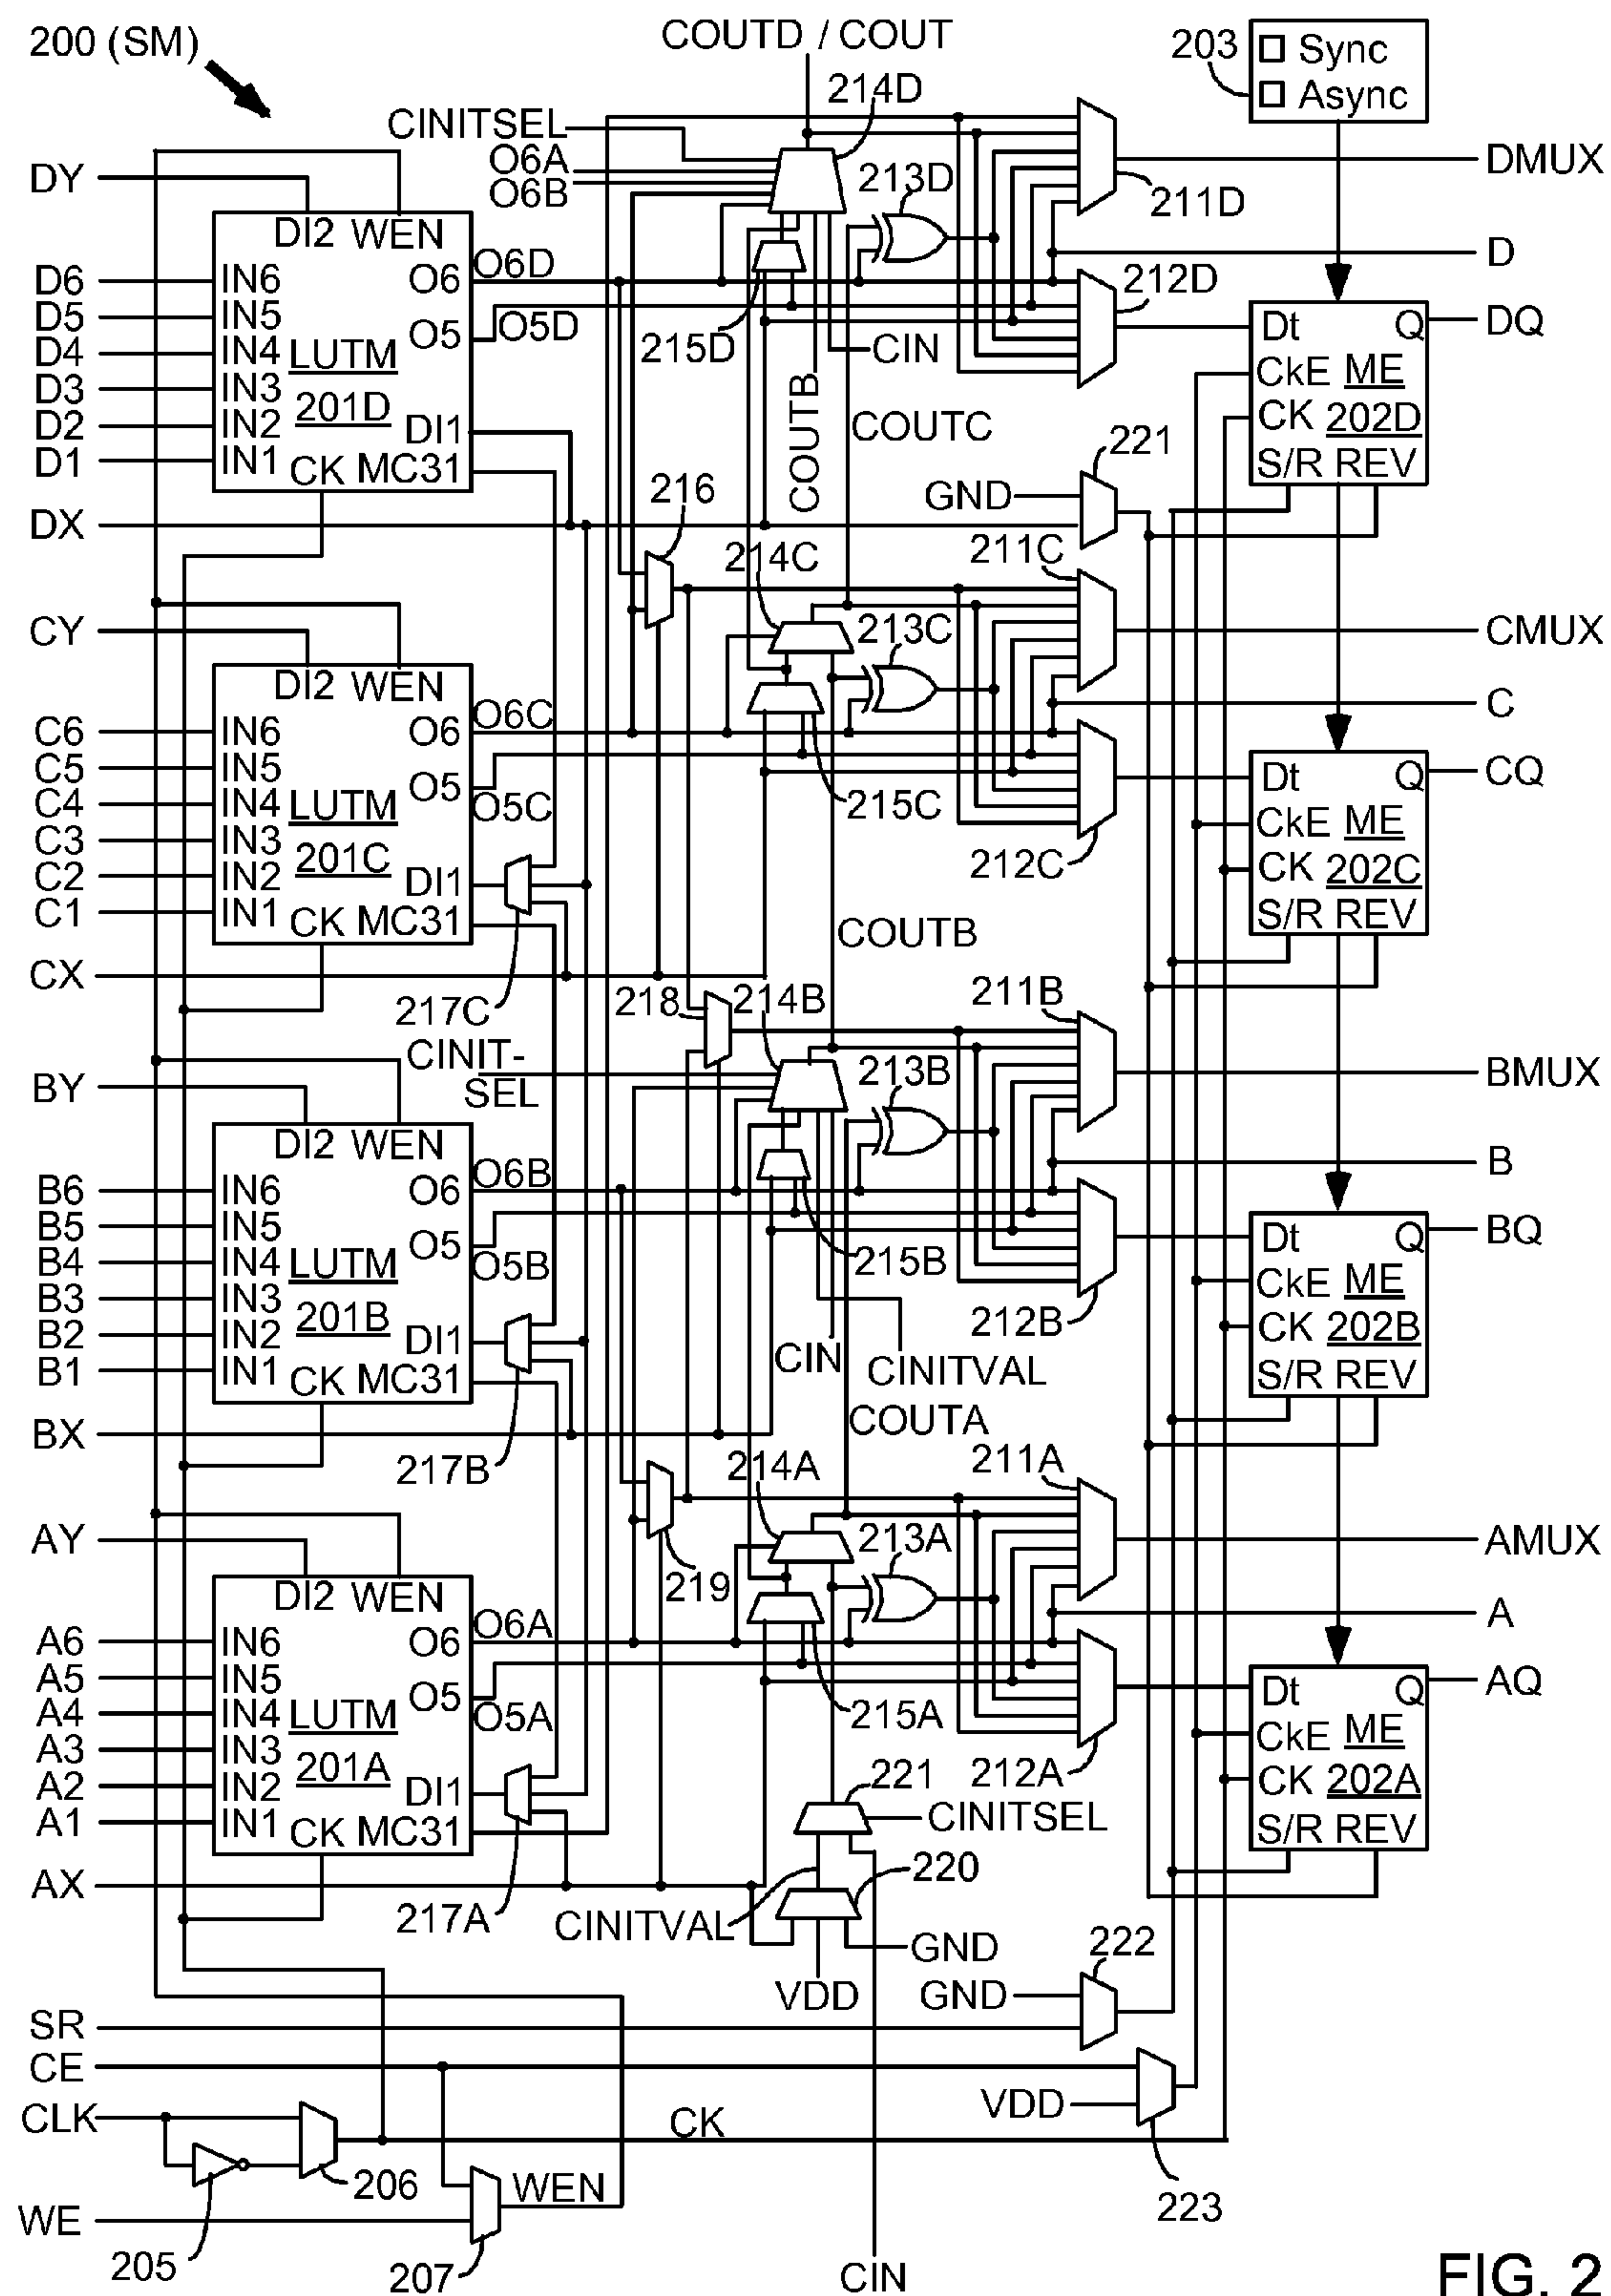 200 (SM)
COUTD / COUT
203
Sync
Async
214D
CINITSEL
O6A
O6B
213D
DMUX
211D
DY
DI2 WEN
O6D
D
D6 IN6 O6
212D
D5 IN5
O5 O5D
215D
CIN
Dt Q DQ
D4 IN4 LUTM
D3 IN3 201D
CkE ME
D2 IN2 DI1
COUTB
COUTC
CK 202D
D1 IN1 CK MC31
221
S/R REV
216
GND
DX
214C
211C
CY
213C
CMUX
DI2 WEN
O6C
C
C6 IN6 O6
C5 IN5
O5 O5C
215C
Dt Q CQ
C4 IN4 LUTM
C3 IN3 201C
CkE ME
C2 IN2 DI1
212C
CK 202C
C1 IN1 CK MC31
S/R REV
COUTB
CX
217C
218
214B
211B
CINIT-
SEL
213B
BMUX
BY
DI2 WEN
O6B
B
B6 IN6 O6
B5 IN5
O5 O5B
215B
Dt Q BQ
B4 IN4 LUTM
B3 IN3 201B
CkE ME
B2 IN2 DI1
212B
CK 202B
B1 IN1 CK MC31
CIN
CINITVAL
S/R REV
COUTA
BX
217B
214A
211A
AY
213A
AMUX
219
DI2 WEN
O6A
A
A6 IN6 O6
A5 IN5
O5 O5A
215A
Dt Q AQ
A4 IN4 LUTM
A3 IN3 201A
CkE ME
A2 IN2 DI1
221
212A
CK 202A
A1 IN1 CK MC31
CINITSEL
S/R REV
220
AX
217A
CINITVAL
GND
222
VDD
GND
SR
CE
VDD
CLK
CK
206
WEN
223
WE
205
207
CIN
FIG. 2